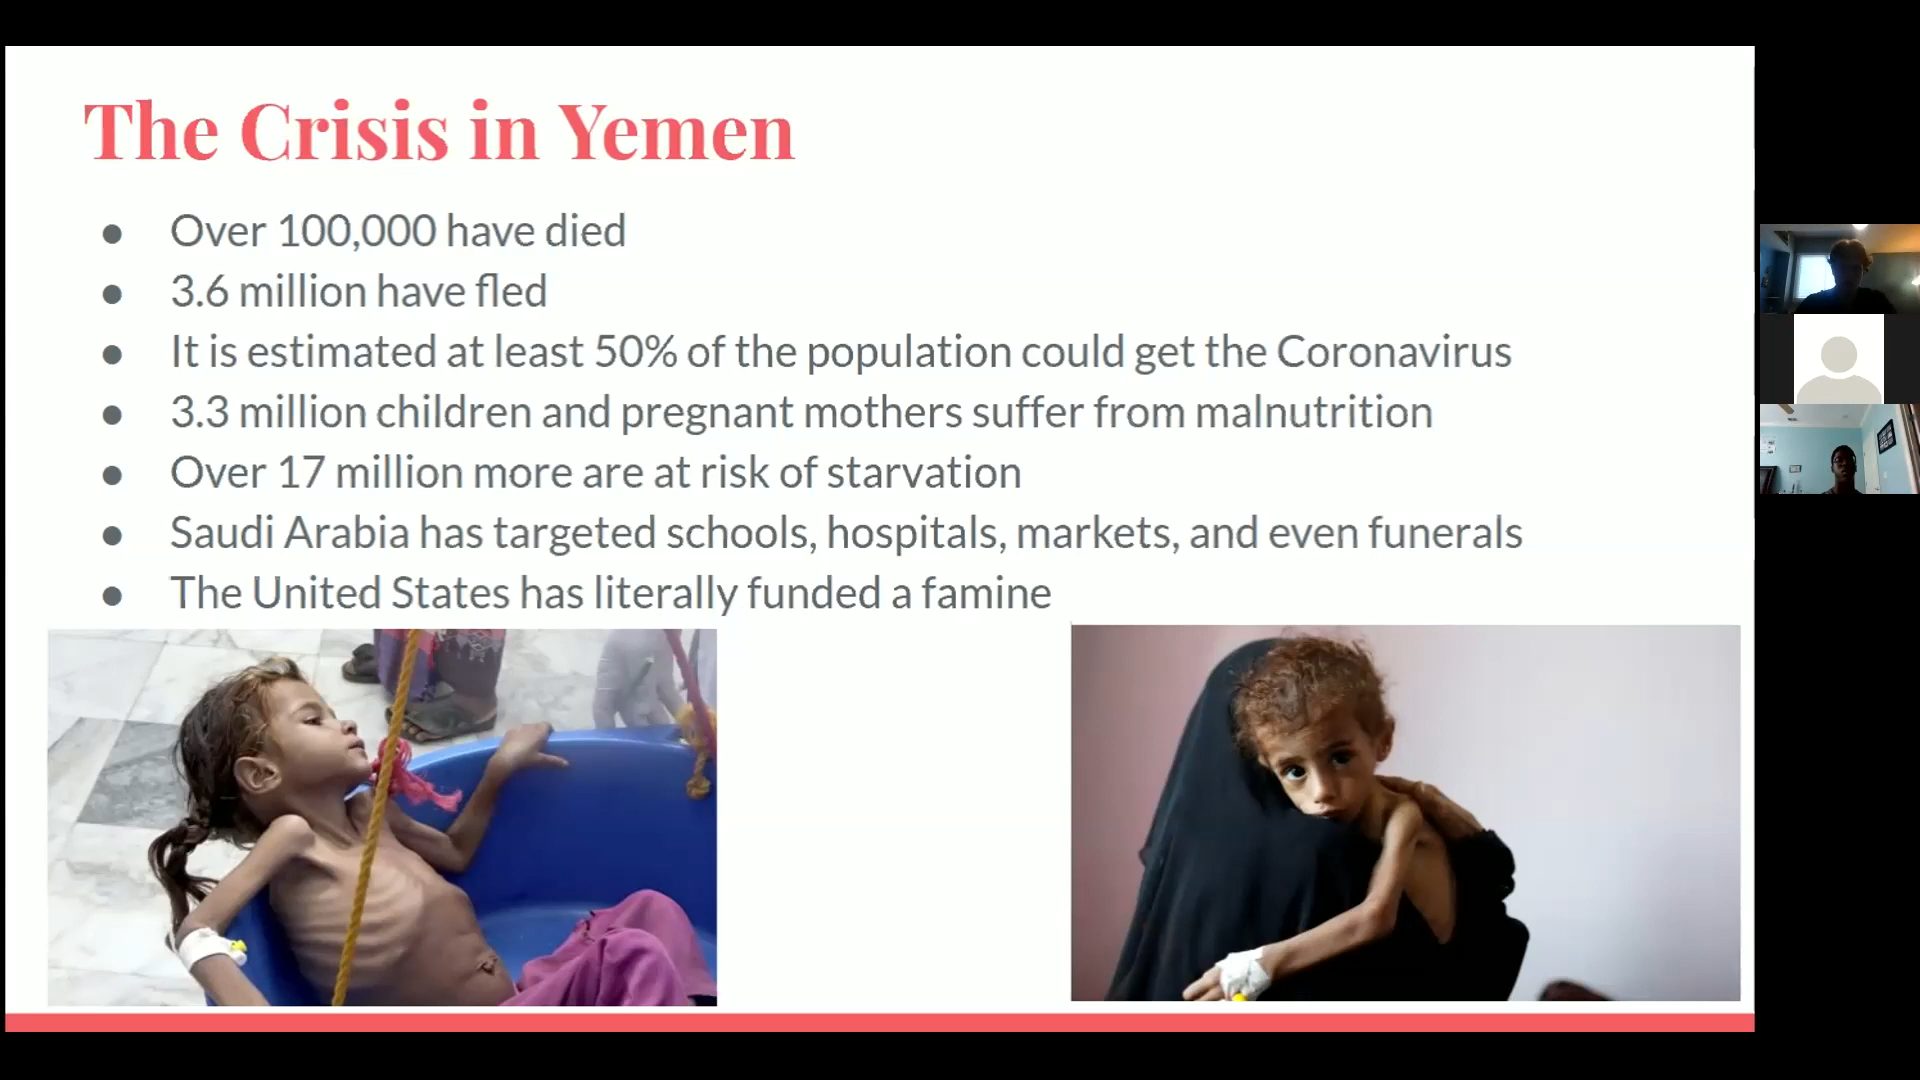 The Crisis in Yemen
● Over 100,000 have died
● 3.6 million have fled
● It is estimated at least 50% of the population could get the Coronavirus
● 3.3 million children and pregnant mothers suffer from malnutrition
● Over 17 million more are at risk of starvation
● Saudi Arabia has targeted schools, hospitals, markets, and even funerals
● The United States has literally funded a famine